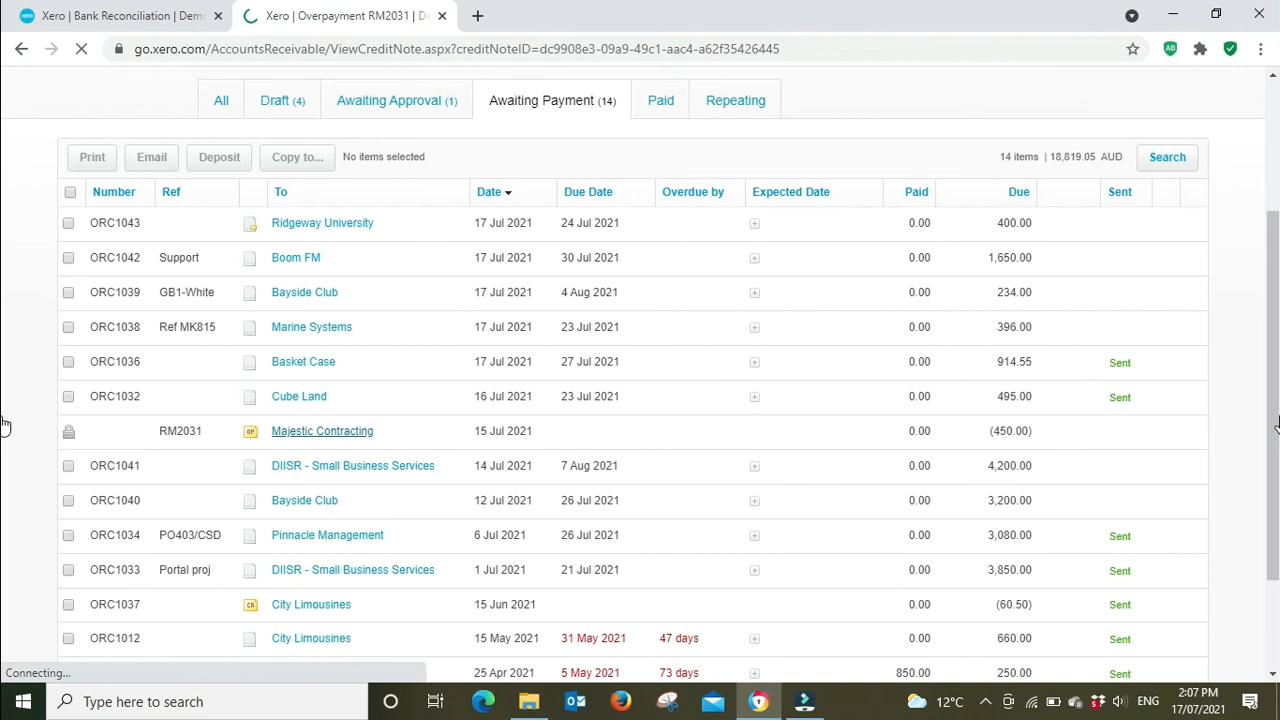 Xero | Bank Reconciliation | Demo
Xero | Overpayment RM2031 | De
go.xero.com/AccountsReceivable/ViewCreditNote.aspx?creditNoteID=dc9908e3-09a9-49c1-aac4-a62f35426445
All Draft (4) Awaiting Approval (1) Awaiting Payment (14) Paid Repeating
Print Email Deposit Copy to... No items selected 14 items | 18,819.05 AUD Search
Number Ref To Date Due Date Overdue by Expected Date Paid Due Sent
ORC1043 Ridgeway University 17 Jul 2021 24 Jul 2021 0.00 400.00
ORC1042 Support Boom FM 17 Jul 2021 30 Jul 2021 0.00 1,650.00
ORC1039 GB1-White Bayside Club 17 Jul 2021 4 Aug 2021 0.00 234.00
ORC1038 Ref MK815 Marine Systems 17 Jul 2021 23 Jul 2021 0.00 396.00
ORC1036 Basket Case 17 Jul 2021 27 Jul 2021 0.00 914.55 Sent
ORC1032 Cube Land 16 Jul 2021 23 Jul 2021 0.00 495.00 Sent
RM2031 OP Majestic Contracting 15 Jul 2021 0.00 (450.00)
ORC1041 DIISR - Small Business Services 14 Jul 2021 7 Aug 2021 0.00 4,200.00
ORC1040 Bayside Club 12 Jul 2021 26 Jul 2021 0.00 3,200.00
ORC1034 PO403/CSD Pinnacle Management 6 Jul 2021 26 Jul 2021 0.00 3,080.00 Sent
ORC1033 Portal proj DIISR - Small Business Services 1 Jul 2021 21 Jul 2021 0.00 3,850.00 Sent
ORC1037 CR City Limousines 15 Jun 2021 0.00 (60.50) Sent
ORC1012 City Limousines 15 May 2021 31 May 2021 47 days 0.00 660.00 Sent
25 Apr 2021 5 May 2021 73 days 850.00 250.00 Sent
Connecting...
Type here to search 12°C ENG 2:07 PM
17/07/2021